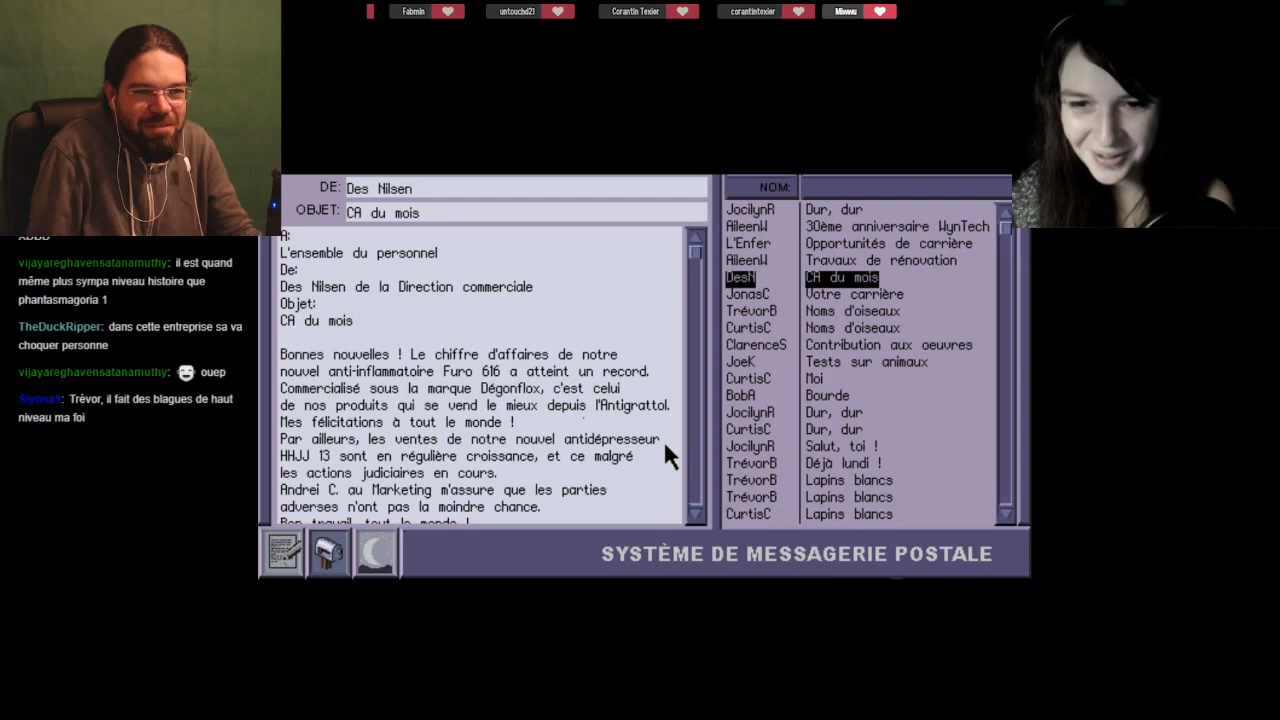 Fabmin
untouchd21
Corantin Texier
corantintexier
Miwwu
XDDD
vijayareghavensatanamuthy: il est quand
même plus sympa niveau histoire que
phantasmagoria 1
TheDuckRipper: dans cette entreprise sa va
choquer personne
vijayareghavensatanamuthy: ouep
Siyona1: Trévor, il fait des blagues de haut
niveau ma foi
DE: Des Nilsen
OBJET: CA du mois
A:
L'ensemble du personnel
De:
Des Nilsen de la Direction commerciale
Objet:
CA du mois
Bonnes nouvelles ! Le chiffre d'affaires de notre
nouvel anti-inflammatoire Furo 616 a atteint un record.
Commercialisé sous la marque Dégonflox, c'est celui
de nos produits qui se vend le mieux depuis l'Antigrattol.
Mes félicitations à tout le monde !
Par ailleurs, les ventes de notre nouvel antidépresseur
HHJJ 13 sont en régulière croissance, et ce malgré
les actions judiciaires en cours.
Andrei C. au Marketing m'assure que les parties
adverses n'ont pas la moindre chance.
Bon travail tout le monde !
NOM:
JocilynR Dur, dur
AileenW 30ème anniversaire WynTech
L'Enfer Opportunités de carrière
AileenW Travaux de rénovation
DesN CA du mois
JonasC Votre carrière
TrévorB Noms d'oiseaux
CurtisC Noms d'oiseaux
ClarenceS Contribution aux oeuvres
JoeK Tests sur animaux
CurtisC Moi
BobA Bourde
JocilynR Dur, dur
CurtisC Dur, dur
JocilynR Salut, toi !
TrévorB Déjà lundi !
TrévorB Lapins blancs
TrévorB Lapins blancs
CurtisC Lapins blancs
SYSTÈME DE MESSAGERIE POSTALE